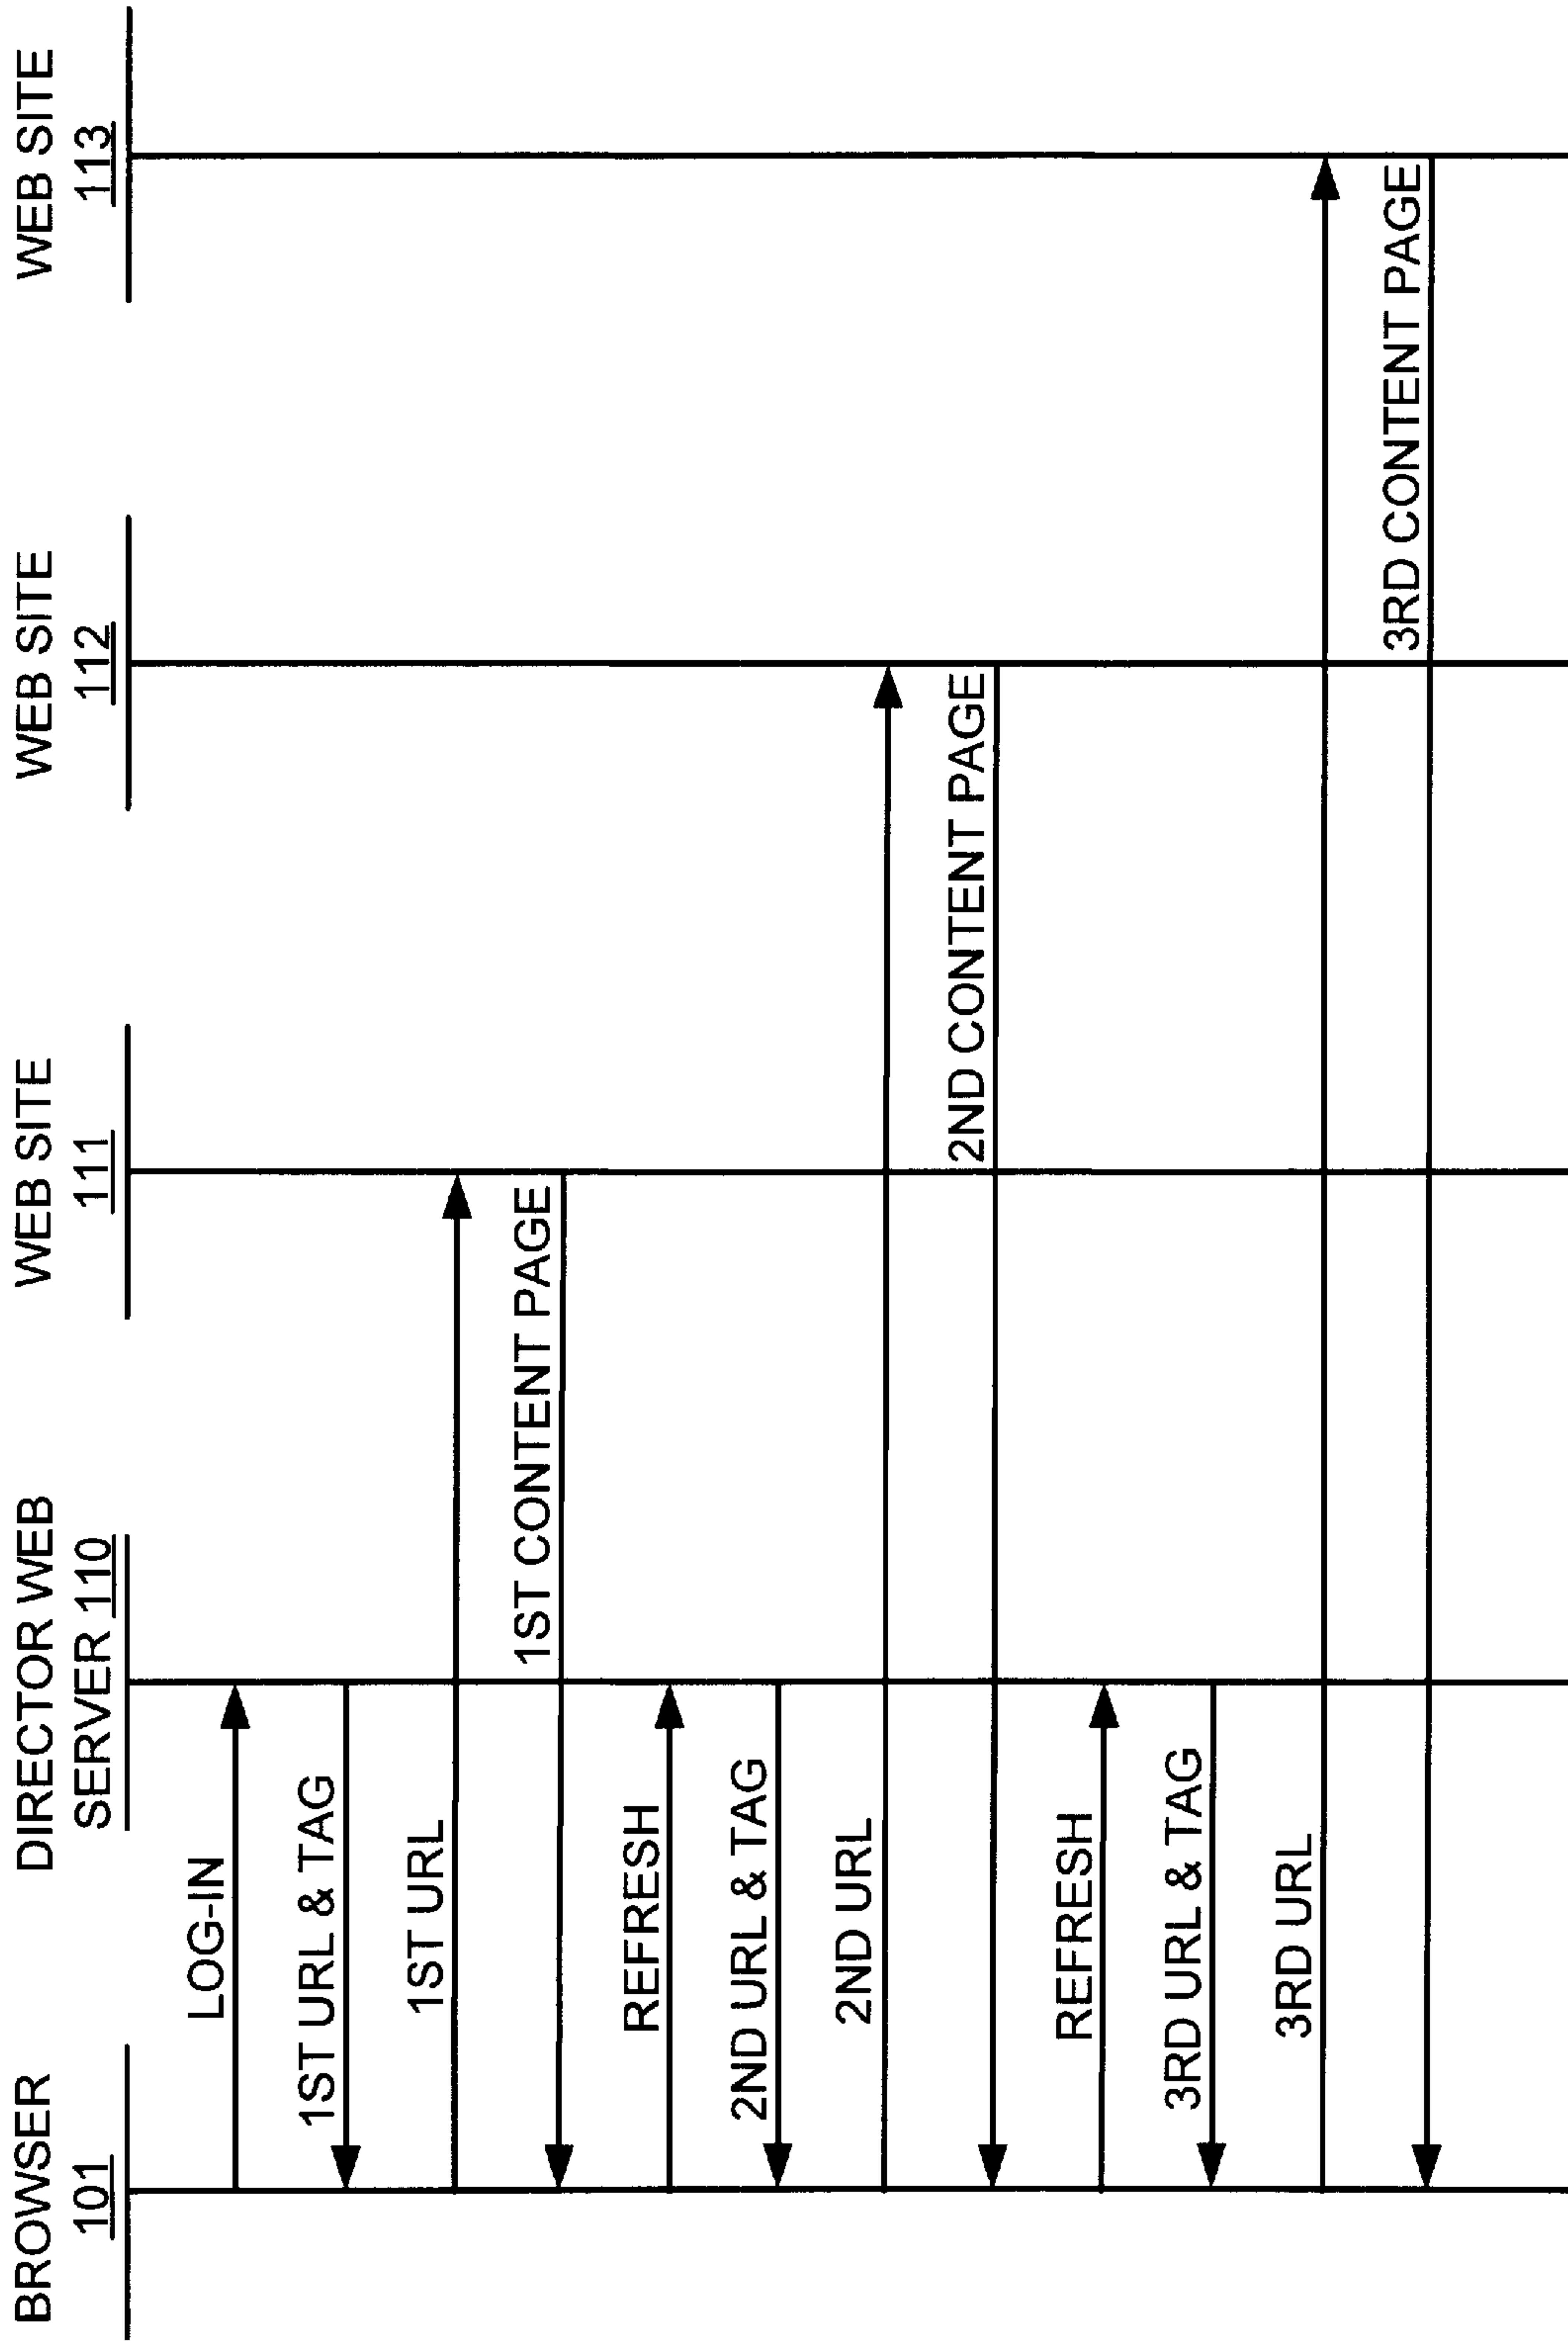 BROWSER
101
DIRECTOR WEB
SERVER 110
WEB SITE
111
WEB SITE
112
WEB SITE
113
LOG-IN
1ST URL & TAG
1ST URL
1ST CONTENT PAGE
REFRESH
2ND URL & TAG
2ND URL
2ND CONTENT PAGE
REFRESH
3RD URL & TAG
3RD URL
3RD CONTENT PAGE